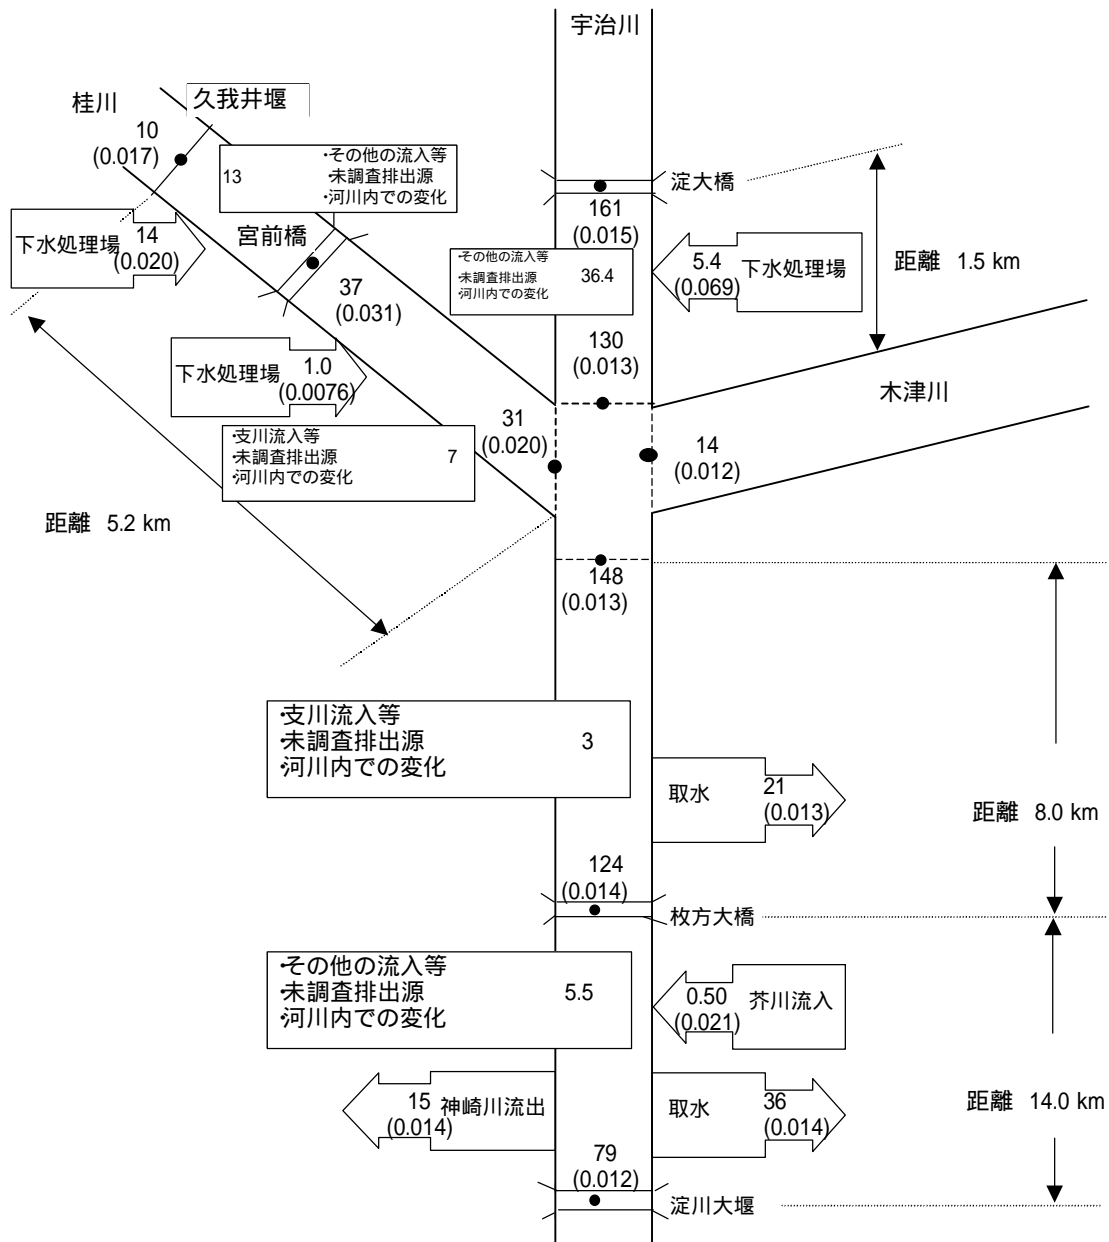 宇治川
桂川
久我井堰
10
(0.017)
13
・その他の流入等
・未調査排出源
・河川内での変化
淀大橋
161
(0.015)
下水処理場
14
(0.020)
宮前橋
・その他の流入等
・未調査排出源
・河川内での変化
36.4
5.4
(0.069)
下水処理場
距離 1.5 km
37
(0.031)
130
(0.013)
下水処理場
1.0
(0.0076)
木津川
31
(0.020)
14
(0.012)
・支川流入等
・未調査排出源
・河川内での変化
7
距離 5.2 km
148
(0.013)
・支川流入等
・未調査排出源
・河川内での変化
3
取水
21
(0.013)
距離 8.0 km
124
(0.014)
枚方大橋
・その他の流入等
・未調査排出源
・河川内での変化
5.5
0.50
(0.021)
芥川流入
15
(0.014)
神崎川流出
取水
36
(0.014)
距離 14.0 km
79
(0.012)
淀川大堰